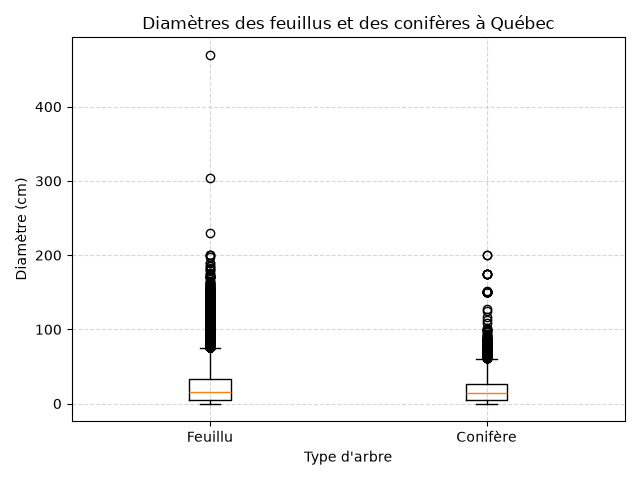 Diamètres des feuillus et des conifères à Québec
400
300
200
100
0
Diamètre (cm)
Feuillu
Conifère
Type d'arbre